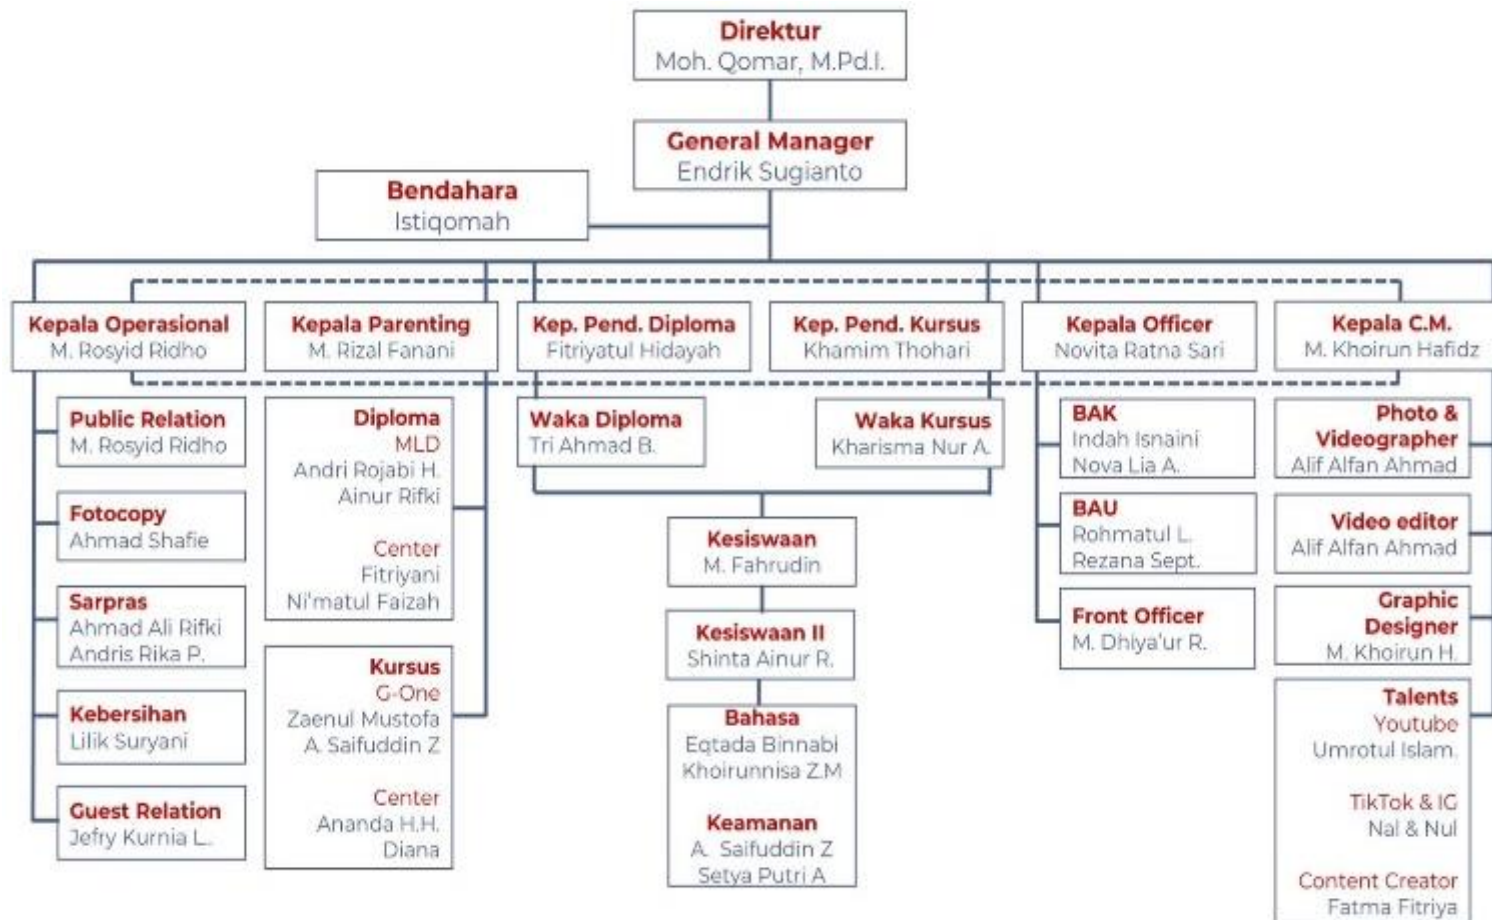 Direktur
Moh. Qomar, M.Pd.I.
General Manager
Endrik Sugianto
Bendahara
Istiqomah
Kepala Operasional
M. Rosyid Ridho
Kepala Parenting
M. Rizal Fanani
Kep. Pend. Diploma
Fitriyatul Hidayah
Kep. Pend. Kursus
Khamim Thohari
Kepala Officer
Novita Ratna Sari
Kepala C.M.
M. Khoirun Hafidz
Public Relation
M. Rosyid Ridho
Fotocopy
Ahmad Shafie
Sarpras
Ahmad Ali Rifki
Andris Rika P.
Kebersihan
Lilik Suryani
Guest Relation
Jefry Kurnia L.
Diploma
MLD
Andri Rojabi H.
Ainur Rifki
Center
Fitriyani
Ni'matul Faizah
Kursus
G-One
Zaenul Mustofa
A. Saifuddin Z
Center
Ananda H.H.
Diana
Waka Diploma
Tri Ahmad B.
Waka Kursus
Kharisma Nur A.
Kesiswaan
M. Fahrudin
Kesiswaan II
Shinta Ainur R.
Bahasa
Eqtada Binnabi
Khoirunnisa Z.M
Keamanan
A. Saifuddin Z
Setya Putri A
BAK
Indah Isnaini
Nova Lia A.
BAU
Rohmatul L.
Rezana Sept.
Front Officer
M. Dhiya'ur R.
Photo &
Videographer
Alif Alfan Ahmad
Video editor
Alif Alfan Ahmad
Graphic
Designer
M. Khoirun H.
Talents
Youtube
Umrotul Islam.
TikTok & IG
Nal & Nul
Content Creator
Fatma Fitriya